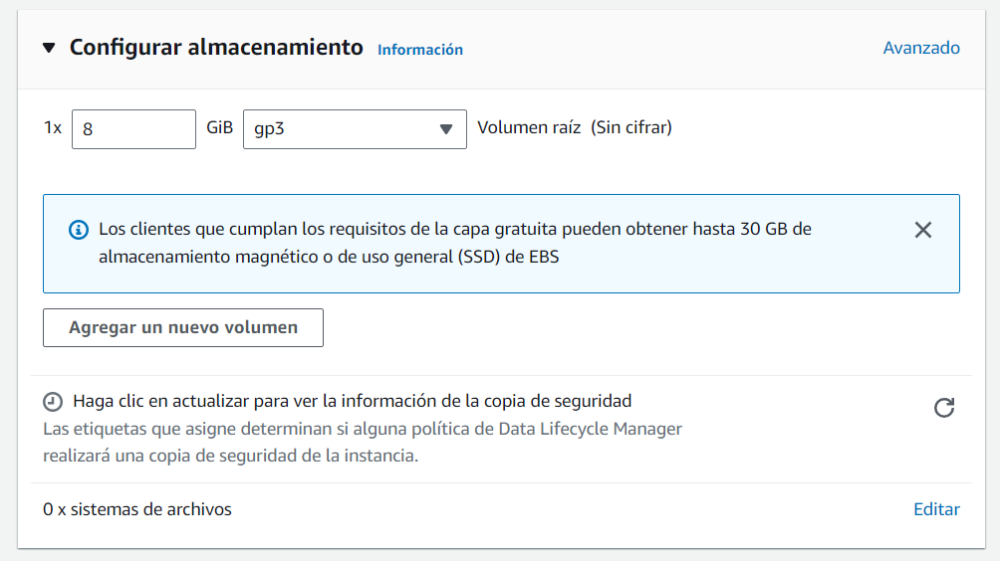 Configurar almacenamiento Información Avanzado
1x 8 GiB gp3 Volumen raíz (Sin cifrar)
Los clientes que cumplan los requisitos de la capa gratuita pueden obtener hasta 30 GB de
almacenamiento magnético o de uso general (SSD) de EBS
Agregar un nuevo volumen
Haga clic en actualizar para ver la información de la copia de seguridad
Las etiquetas que asigne determinan si alguna política de Data Lifecycle Manager
realizará una copia de seguridad de la instancia.
0 x sistemas de archivos Editar